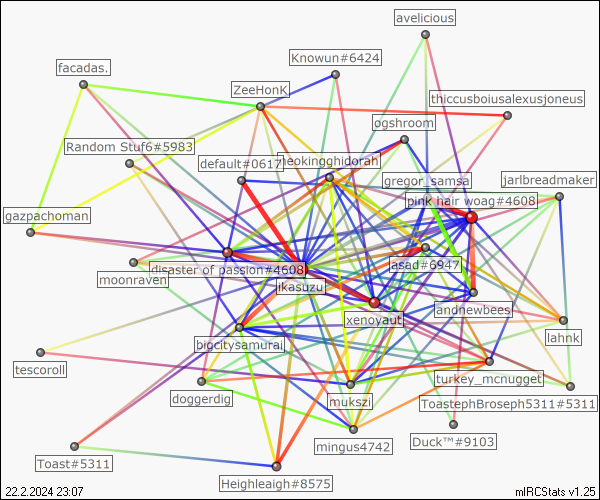 avelicious
Knowun#6424
facadas.
ZeeHonK
thiccusboiusalexusjoneus
ogshroom
Random Stuf6#5983
default#0617
neokingghidorah
gregor_samsa
jarlbreadmaker
pink hair woag#4608
gazpachoman
moonraven
disaster of passion#4608
asad#6947
ikasuzu
xenoyaut
andnewbees
lahnk
bigcitysamurai
tescoroll
turkey_mcnugget
doggerdig
mukszi
ToastephBroseph5311#5311
mingus4742
Duck™#9103
Toast#5311
Heighleaigh#8575
22.2.2024 23:07
mIRCStats v1.25